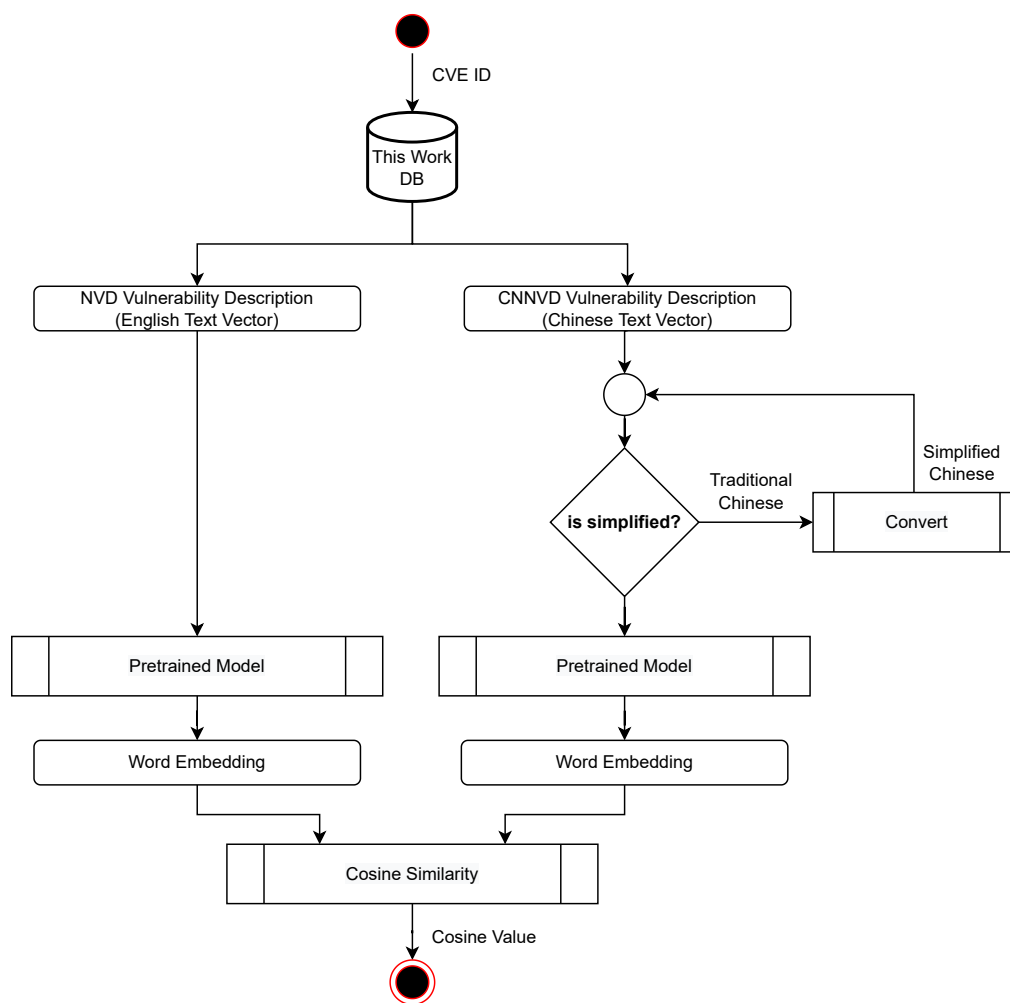 CVE ID
This Work
DB
NVD Vulnerability Description
(English Text Vector)
CNNVD Vulnerability Description
(Chinese Text Vector)
is simplified?
Traditional
Chinese
Simplified
Chinese
Convert
Pretrained Model
Pretrained Model
Word Embedding
Word Embedding
Cosine Similarity
Cosine Value